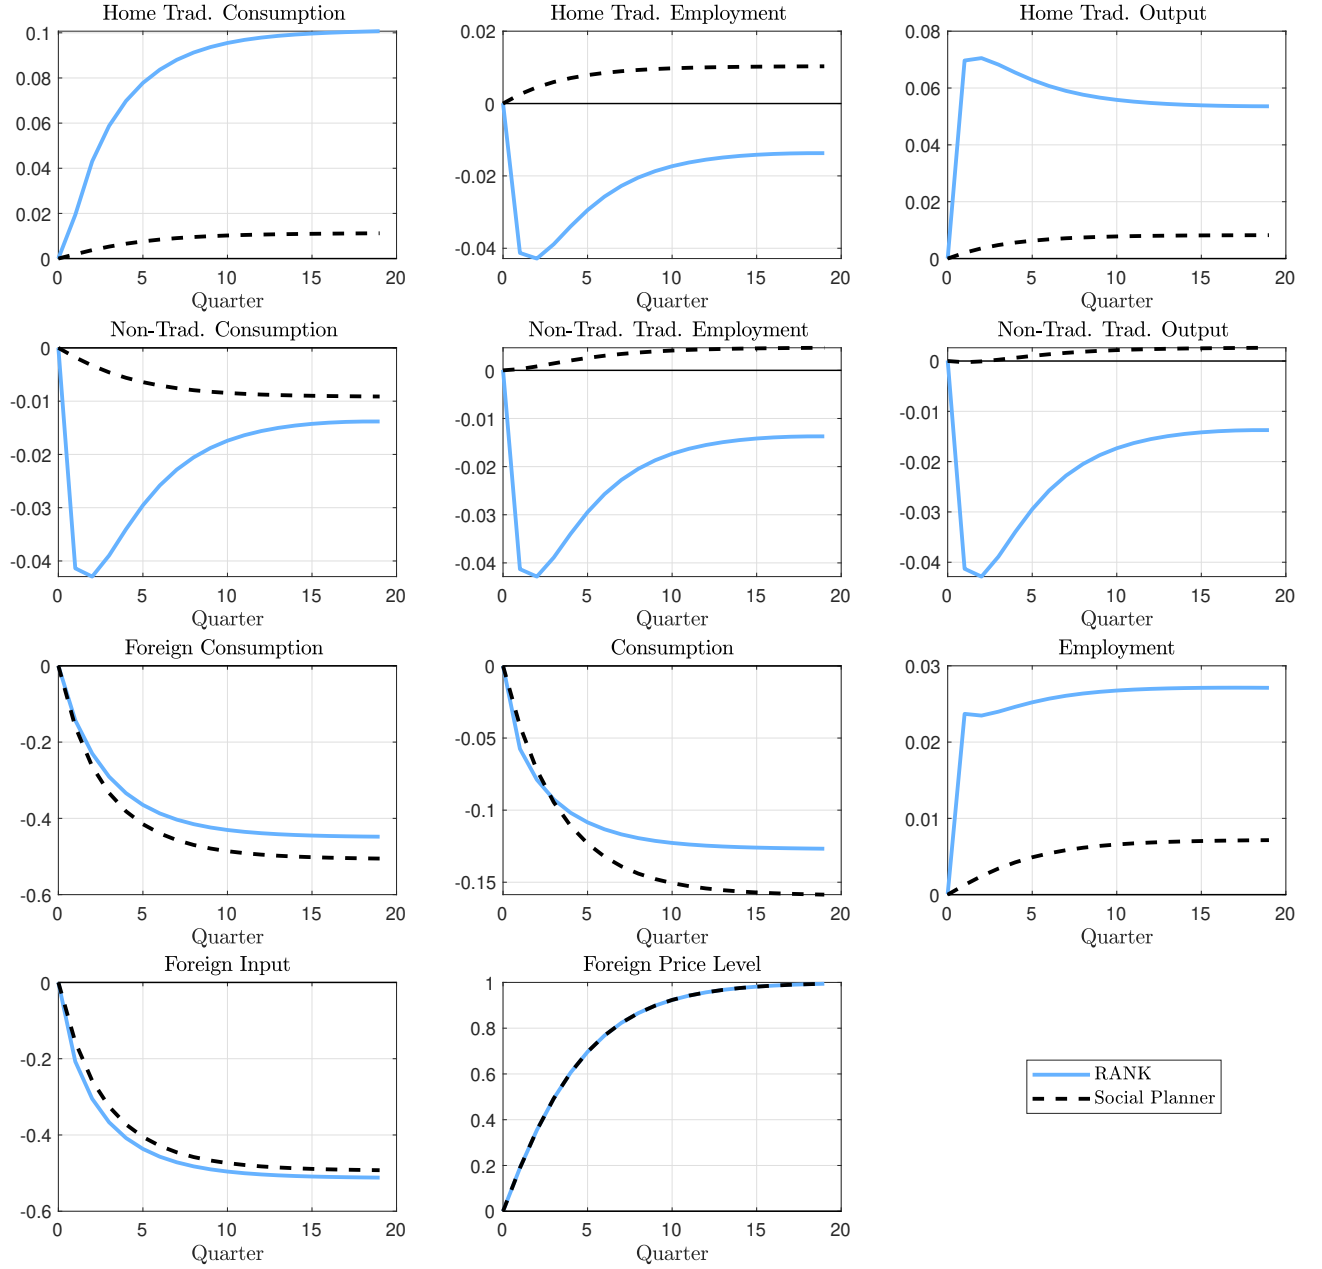 Home Trad. Consumption
0.1
0.08
0.06
0.04
0.02
0
0 5 10 15 20
Quarter
Home Trad. Employment
0.02
0
-0.02
-0.04
0 5 10 15 20
Quarter
Home Trad. Output
0.08
0.06
0.04
0.02
0
0 5 10 15 20
Quarter
Non-Trad. Consumption
0
-0.01
-0.02
-0.03
-0.04
0 5 10 15 20
Quarter
Non-Trad. Trad. Employment
0
-0.01
-0.02
-0.03
-0.04
0 5 10 15 20
Quarter
Non-Trad. Trad. Output
0
-0.01
-0.02
-0.03
-0.04
0 5 10 15 20
Quarter
Foreign Consumption
0
-0.2
-0.4
-0.6
0 5 10 15 20
Quarter
Consumption
0
-0.05
-0.1
-0.15
0 5 10 15 20
Quarter
Employment
0.03
0.02
0.01
0
0 5 10 15 20
Quarter
Foreign Input
0
-0.2
-0.4
-0.6
0 5 10 15 20
Quarter
Foreign Price Level
1
0.8
0.6
0.4
0.2
0
0 5 10 15 20
Quarter
RANK
Social Planner